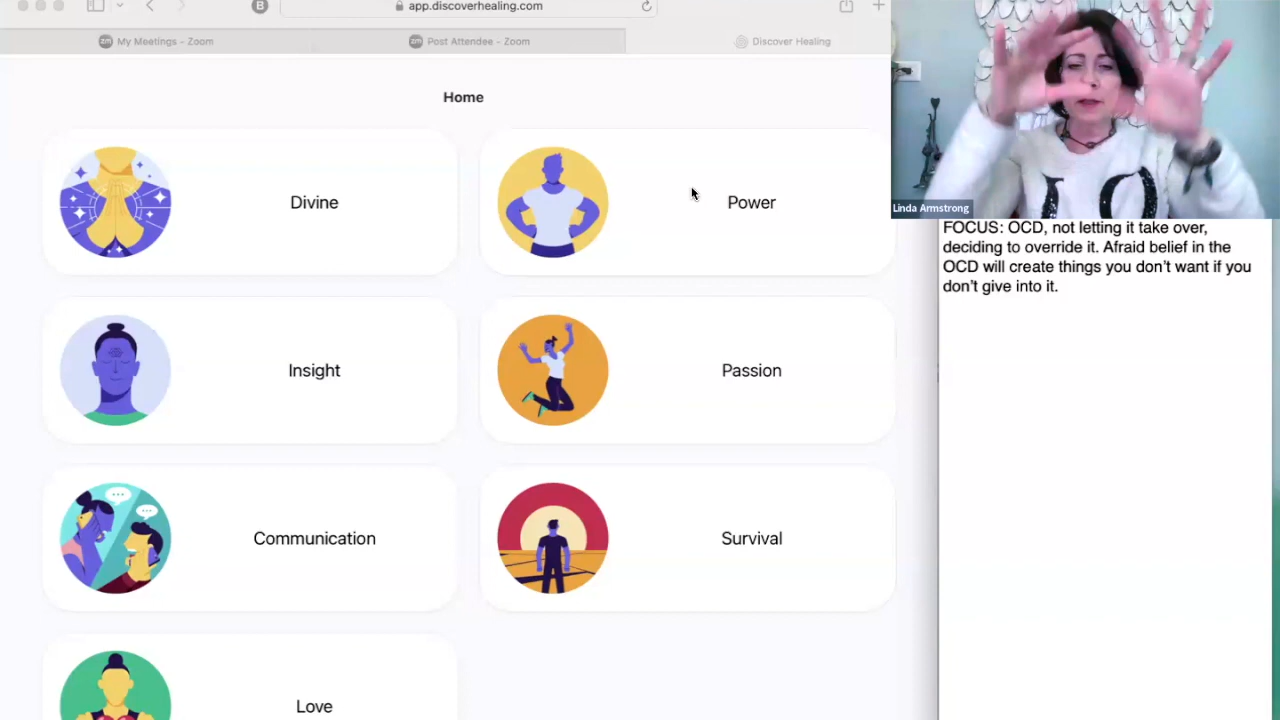 app.discoverhealing.com
My Meetings – Zoom
Post Attendee – Zoom
Discover Healing
Home
Divine
Power
Insight
Passion
Communication
Survival
Love
Linda Armstrong
FOCUS: OCD, not letting it take over,
deciding to override it. Afraid belief in the
OCD will create things you don't want if you
don't give into it.
B
zm
zm